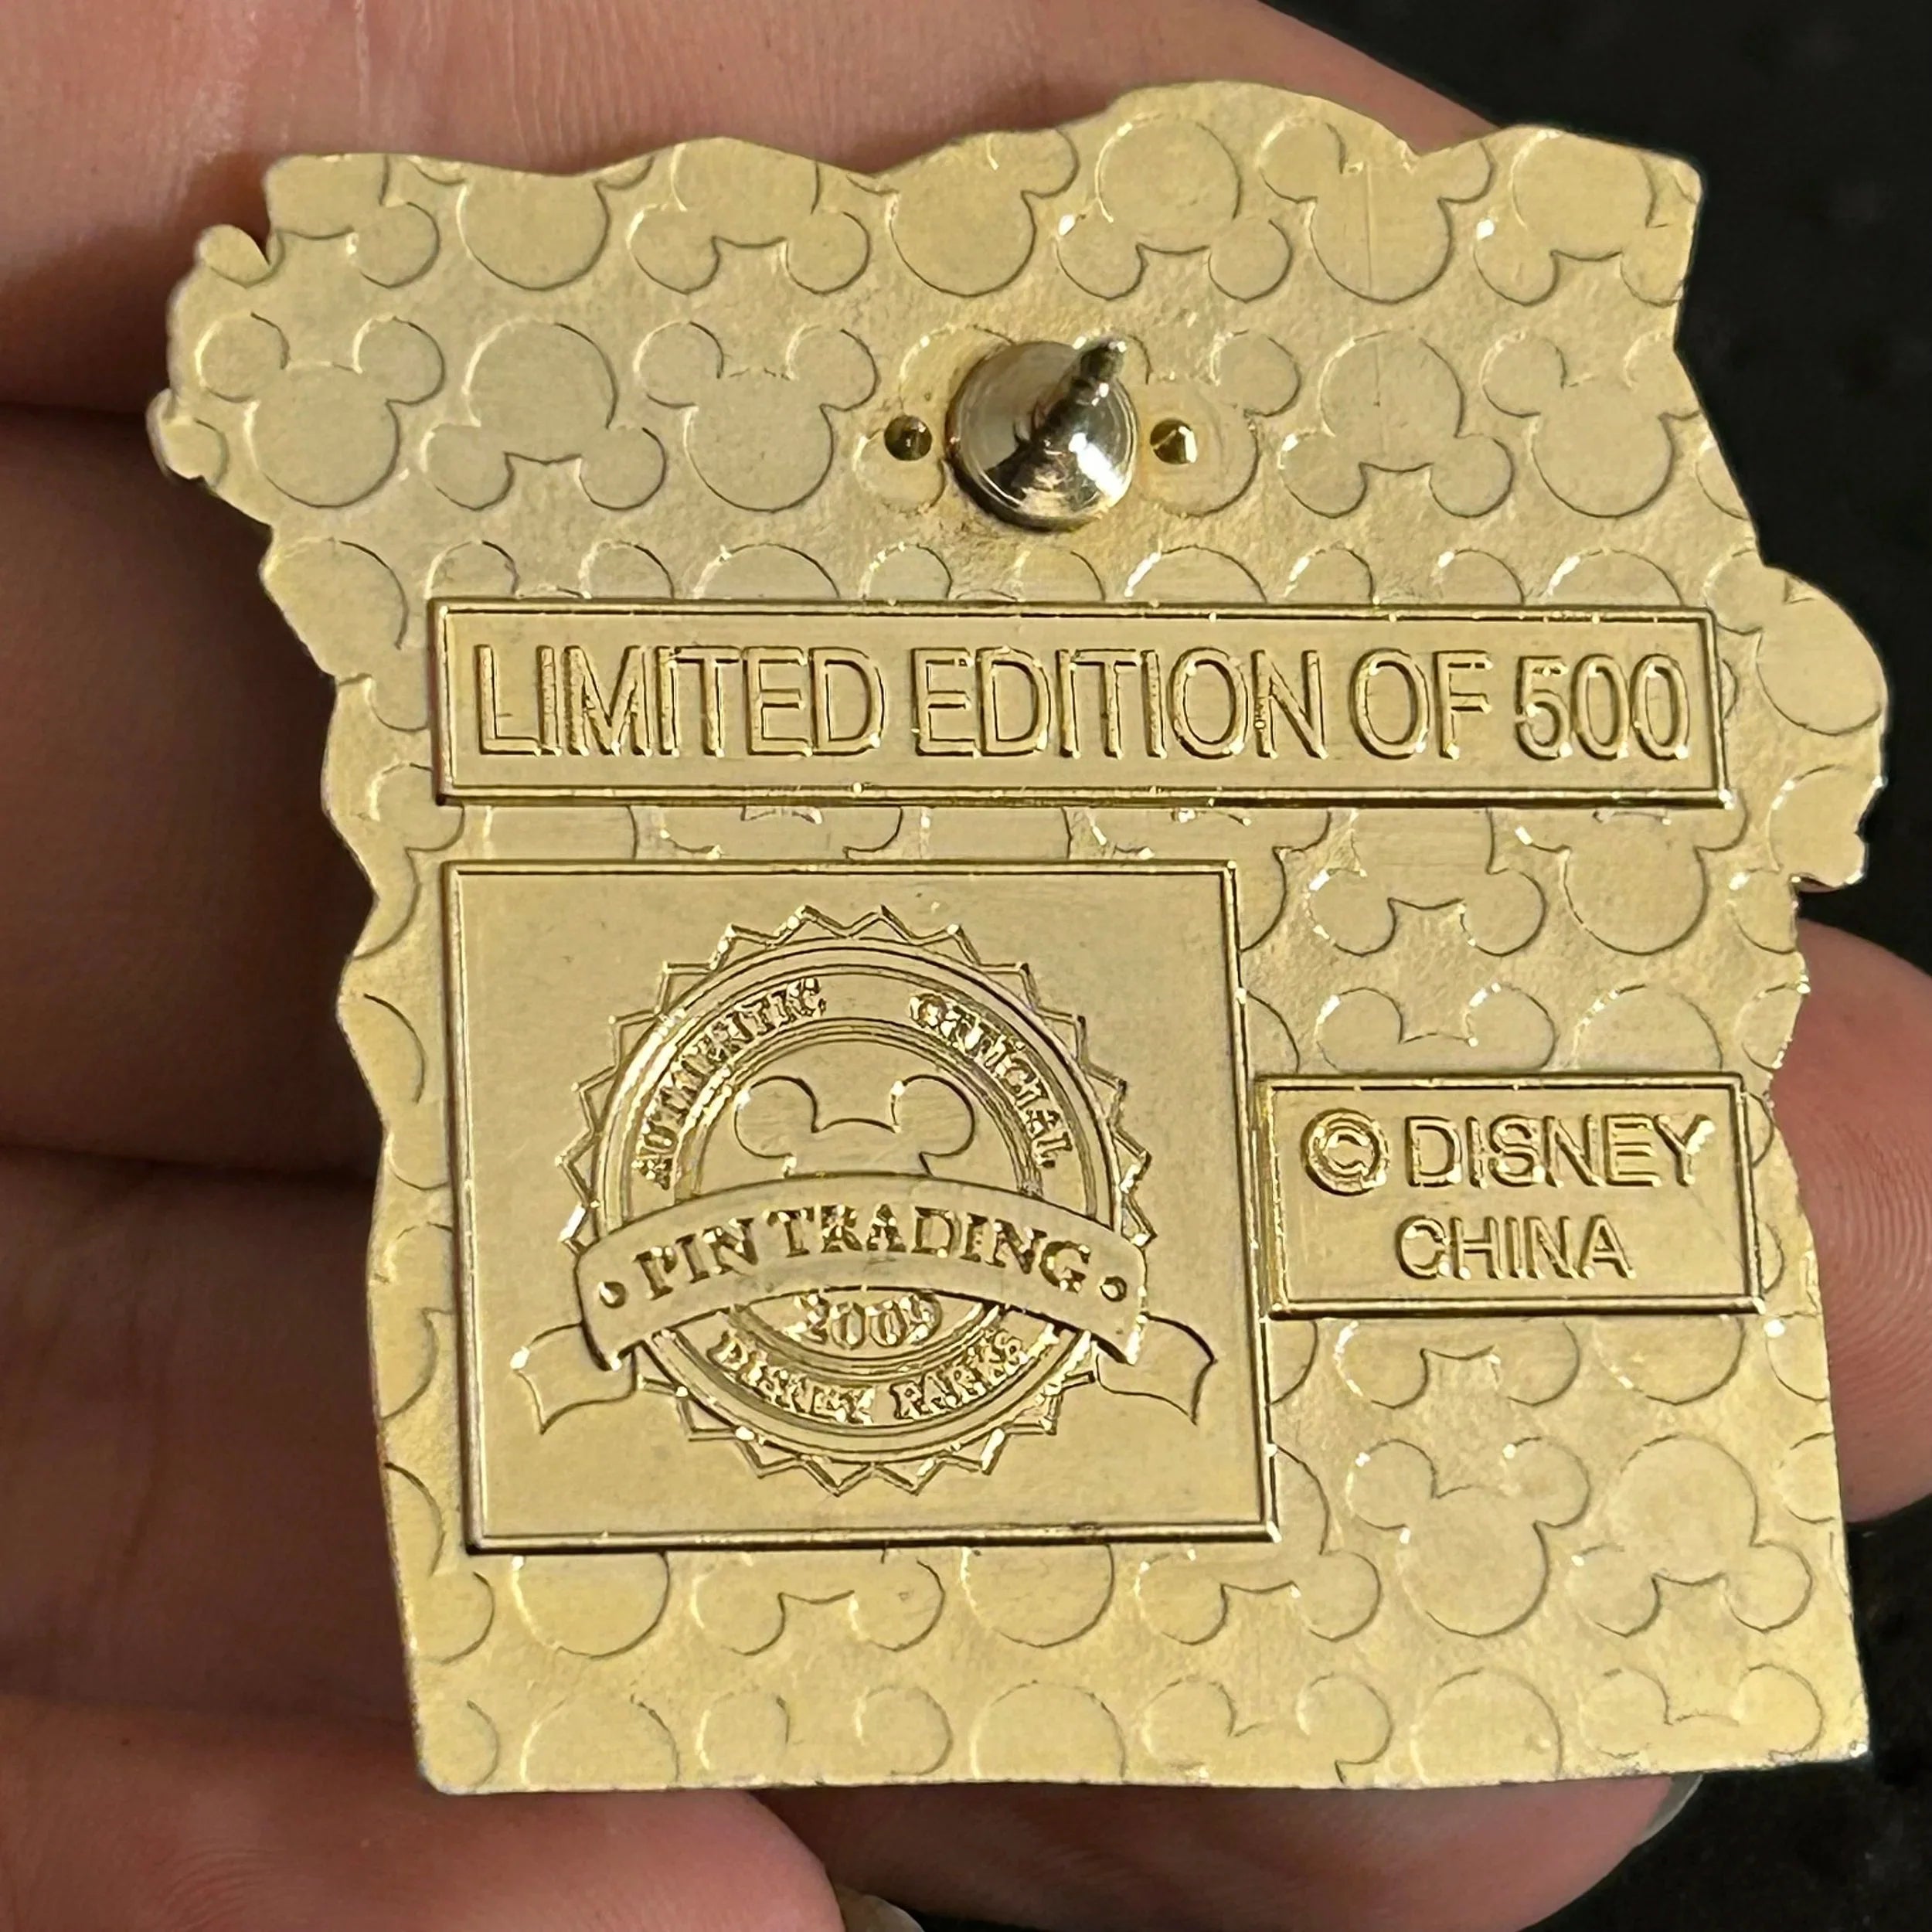 LIMITED EDITION OF 500
AUTHENTIC OFFICIAL
• PIN TRADING •
2009
DISNEY PARKS
© DISNEY
CHINA